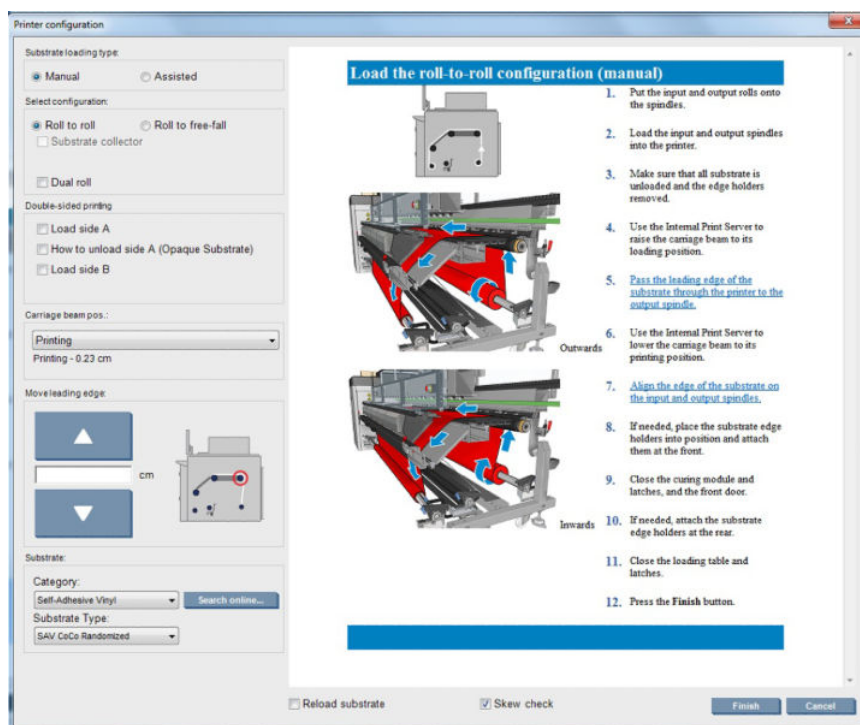 Printer configuration
Substrate loading type:
Manual
Assisted
Select configuration:
Roll to roll
Roll to free-fall
Substrate collector
Dual roll
Double-sided printing
Load side A
How to unload side A (Opaque Substrate)
Load side B
Carriage beam pos.:
Printing
Printing - 0.23 cm
Move leading edge:
cm
Substrate:
Category:
Self-Adhesive Vinyl
Search online...
Substrate Type:
SAV CoCo Randomized
Load the roll-to-roll configuration (manual)
1. Put the input and output rolls onto
the spindles.
2. Load the input and output spindles
into the printer.
3. Make sure that all substrate is
unloaded and the edge holders
removed.
4. Use the Internal Print Server to
raise the carriage beam to its
loading position.
5. Pass the leading edge of the
substrate through the printer to the
output spindle.
6. Use the Internal Print Server to
lower the carriage beam to its
printing position.
Outwards
7. Align the edge of the substrate on
the input and output spindles.
8. If needed, place the substrate edge
holders into position and attach
them at the front.
9. Close the curing module and
latches, and the front door.
10. If needed, attach the substrate
edge holders at the rear.
Inwards
11. Close the loading table and
latches.
12. Press the Finish button.
Reload substrate
Skew check
Finish
Cancel